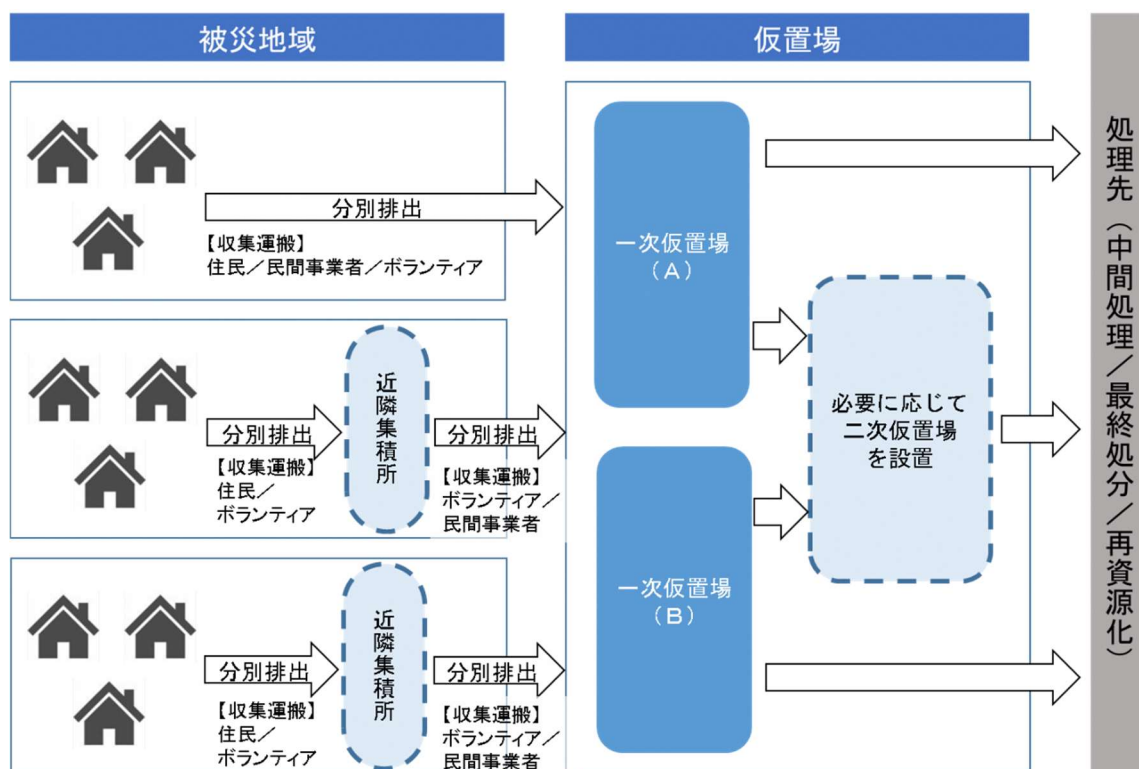 被災地域
仮置場
分別排出
【収集運搬】
住民／民間事業者／ボランティア
分別排出
【収集運搬】
住民／
ボランティア
近隣集積所
分別排出
【収集運搬】
ボランティア／
民間事業者
分別排出
【収集運搬】
住民／
ボランティア
近隣集積所
分別排出
【収集運搬】
ボランティア／
民間事業者
一次仮置場
（A）
一次仮置場
（B）
必要に応じて
二次仮置場
を設置
処理先（中間処理／最終処分／再資源化）